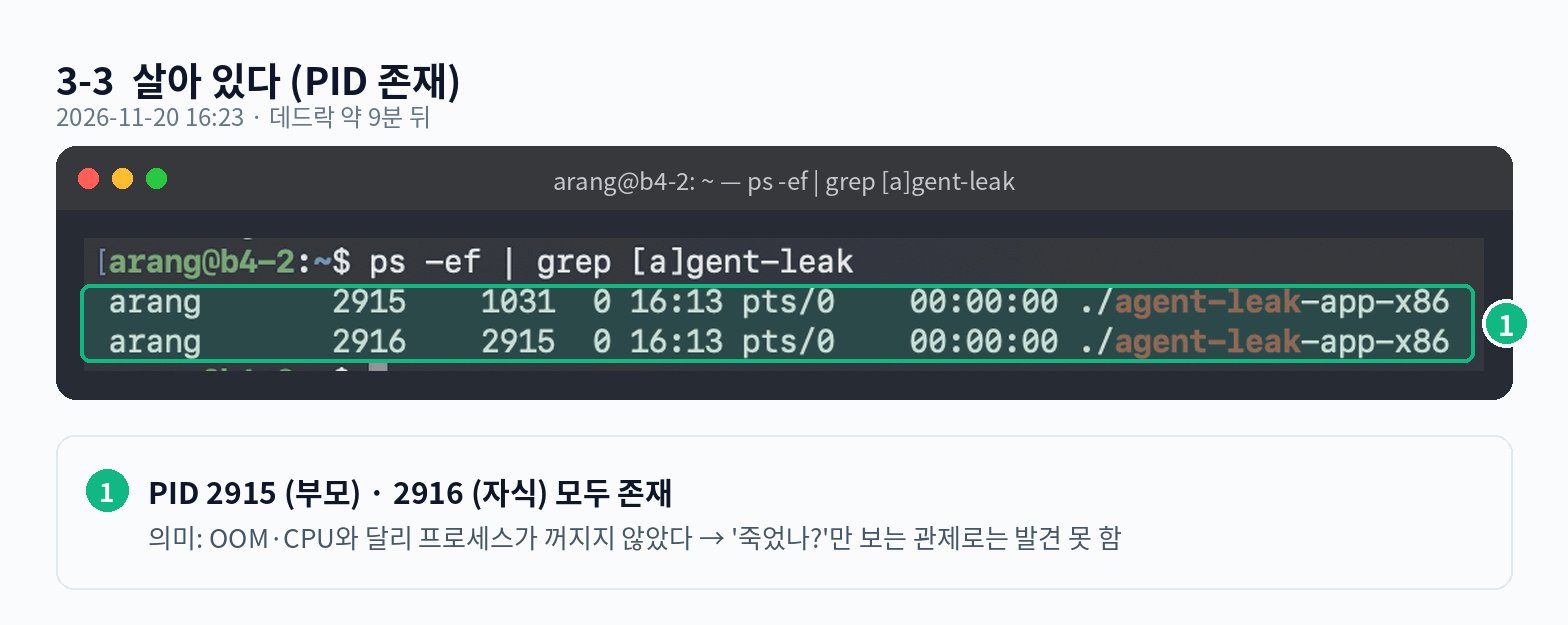 3-3 살아 있다 (PID 존재)
2026-11-20 16:23 · 데드락 약 9분 뒤
arang@b4-2: ~ — ps -ef | grep [a]gent-leak
[arang@b4-2:~$ ps -ef | grep [a]gent-leak
arang 2915 1031 0 16:13 pts/0 00:00:00 ./agent-leak-app-x86
arang 2916 2915 0 16:13 pts/0 00:00:00 ./agent-leak-app-x86
1
1 PID 2915 (부모) · 2916 (자식) 모두 존재
의미: OOM·CPU와 달리 프로세스가 꺼지지 않았다 → '죽었나?'만 보는 관제로는 발견 못 함